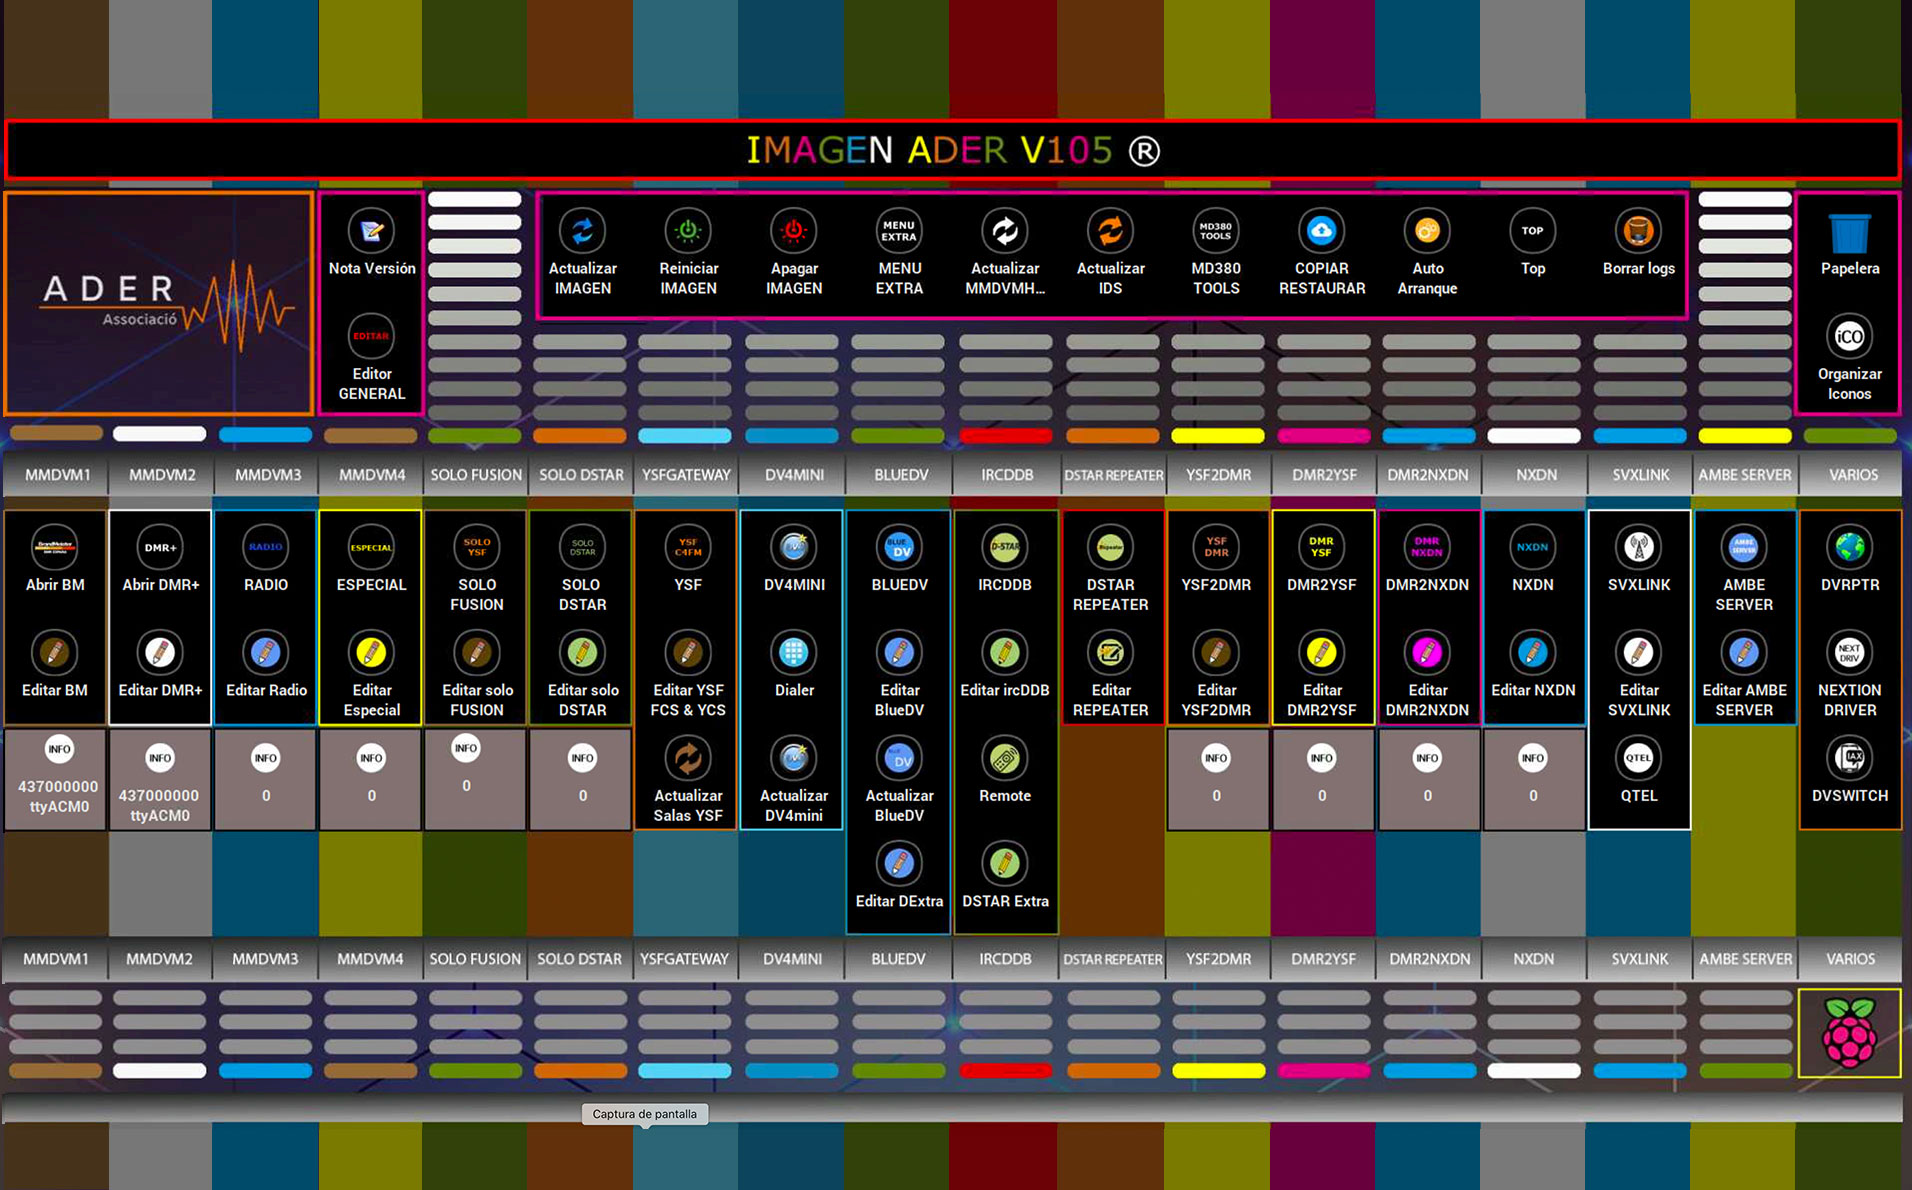 IMAGEN ADER V105 ®
ADER
Associació
Nota Versión
EDITAR
Editor
GENERAL
Actualizar
IMAGEN
Reiniciar
IMAGEN
Apagar
IMAGEN
MENU
EXTRA
MENU
EXTRA
Actualizar
MMDVMH...
Actualizar
IDS
MD380
TOOLS
MD380
TOOLS
COPIAR
RESTAURAR
Auto
Arranque
TOP
Top
Borrar logs
Papelera
iCO
Organizar
Iconos
MMDVM1 MMDVM2 MMDVM3 MMDVM4 SOLO FUSION SOLO DSTAR YSFGATEWAY DV4MINI BLUEDV IRCDDB DSTAR REPEATER YSF2DMR DMR2YSF DMR2NXDN NXDN SVXLINK AMBE SERVER VARIOS
BrandMeister
Abrir BM
Editar BM
INFO
437000000
ttyACM0
DMR+
Abrir DMR+
Editar DMR+
INFO
437000000
ttyACM0
RADIO
RADIO
Editar Radio
INFO
0
ESPECIAL
ESPECIAL
Editar
Especial
INFO
0
SOLO
YSF
SOLO
FUSION
Editar solo
FUSION
INFO
0
SOLO
DSTAR
SOLO
DSTAR
Editar solo
DSTAR
INFO
0
YSF
C4FM
YSF
Editar YSF
FCS & YCS
Actualizar
Salas YSF
DV4MINI
Dialer
Actualizar
DV4mini
BLUE
DV
BLUEDV
Editar
BlueDV
BLUE
DV
Actualizar
BlueDV
Editar DExtra
D-STAR
IRCDDB
Editar ircDDB
Remote
DSTAR Extra
Repeater
DSTAR
REPEATER
Editar
REPEATER
YSF
DMR
YSF2DMR
Editar
YSF2DMR
INFO
0
DMR
YSF
DMR2YSF
Editar
DMR2YSF
INFO
0
DMR
NXDN
DMR2NXDN
Editar
DMR2NXDN
INFO
0
NXDN
NXDN
Editar NXDN
INFO
0
SVXLINK
Editar
SVXLINK
QTEL
QTEL
AMBE
SERVER
AMBE
SERVER
Editar AMBE
SERVER
DVRPTR
NEXT
DRIV
NEXTION
DRIVER
IAX
DVSWITCH
MMDVM1 MMDVM2 MMDVM3 MMDVM4 SOLO FUSION SOLO DSTAR YSFGATEWAY DV4MINI BLUEDV IRCDDB DSTAR REPEATER YSF2DMR DMR2YSF DMR2NXDN NXDN SVXLINK AMBE SERVER VARIOS
Captura de pantalla